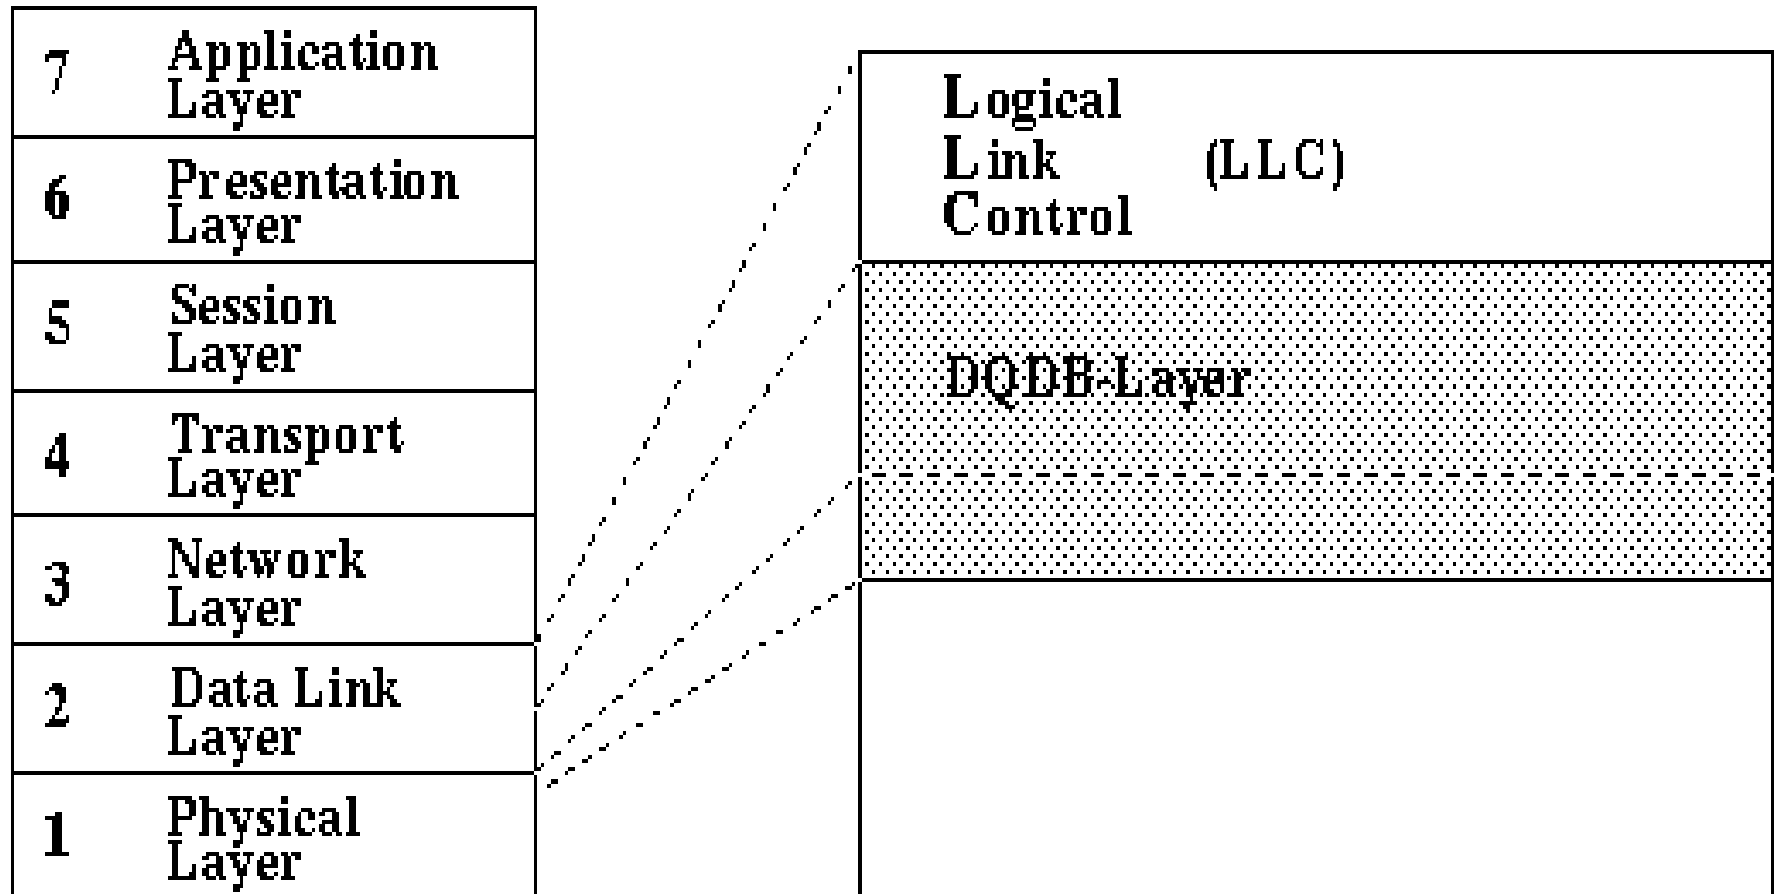 7 Application
Layer
6 Presentation
Layer
5 Session
Layer
4 Transport
Layer
3 Network
Layer
2 Data Link
Layer
1 Physical
Layer
Logical
Link (LLC)
Control
DQDB-Layer